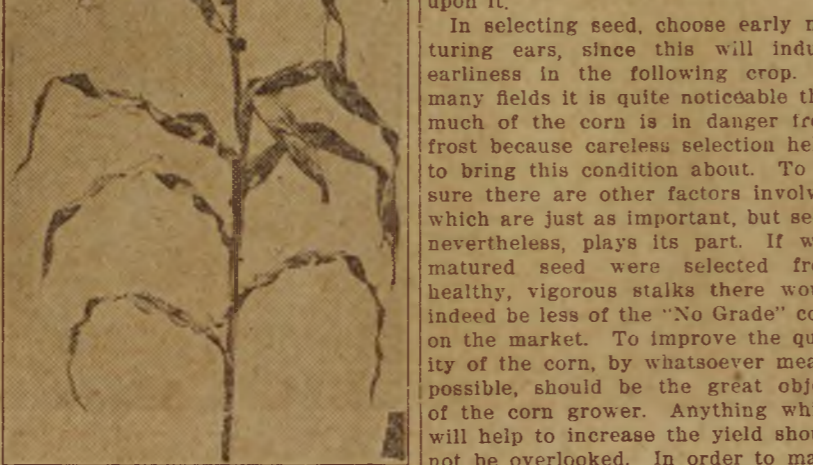 upon it.
In selecting seed, choose early
turing ears, since this will
earliness in the following crop.
many fields it is quite noticeable
much of the corn is in danger
frost because careless selection
to bring this condition about. To
sure there are other factors
which are just as important, but
nevertheless, plays its part. If
matured seed were selected
healthy, vigorous stalks there
indeed be less of the "No Grade"
on the market. To improve the
ity of the corn, by whatsoever
possible, should be the great
of the corn grower. Anything
will help to increase the yield
not be overlooked. In order to